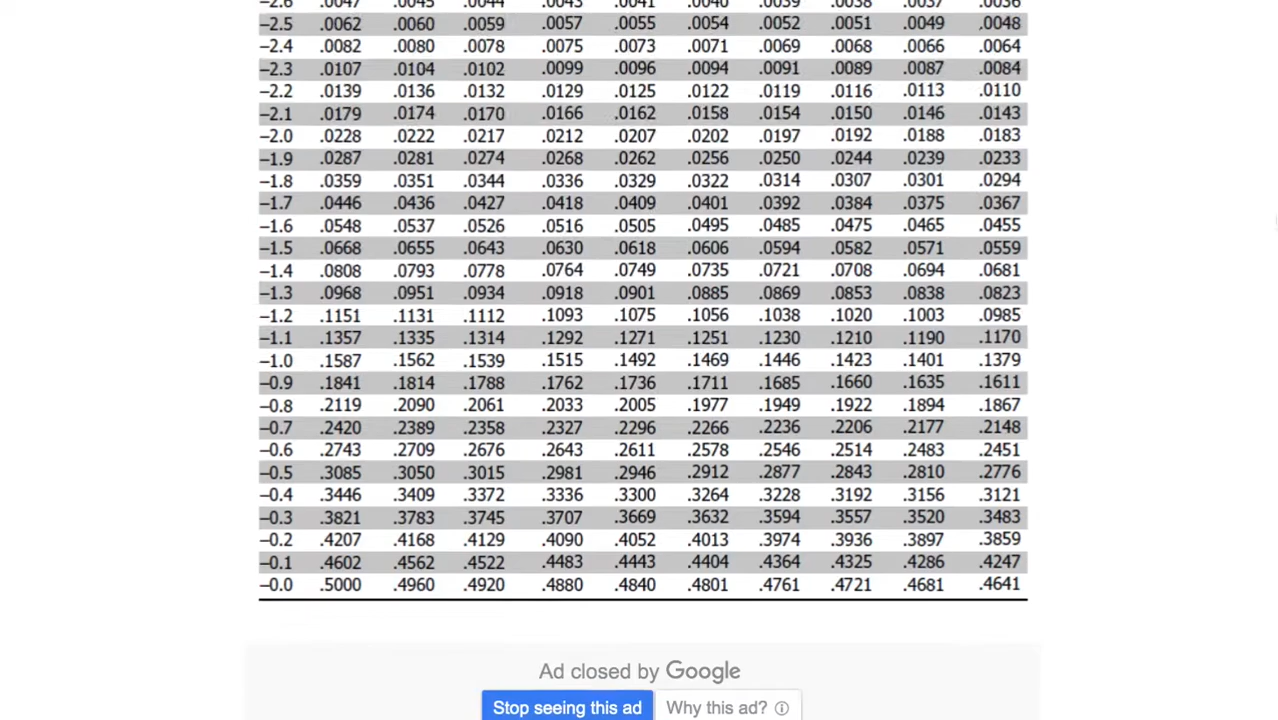 −2.6 .0047 .0045 .0044 .0043 .0041 .0040 .0039 .0038 .0037 .0036
−2.5 .0062 .0060 .0059 .0057 .0055 .0054 .0052 .0051 .0049 .0048
−2.4 .0082 .0080 .0078 .0075 .0073 .0071 .0069 .0068 .0066 .0064
−2.3 .0107 .0104 .0102 .0099 .0096 .0094 .0091 .0089 .0087 .0084
−2.2 .0139 .0136 .0132 .0129 .0125 .0122 .0119 .0116 .0113 .0110
−2.1 .0179 .0174 .0170 .0166 .0162 .0158 .0154 .0150 .0146 .0143
−2.0 .0228 .0222 .0217 .0212 .0207 .0202 .0197 .0192 .0188 .0183
−1.9 .0287 .0281 .0274 .0268 .0262 .0256 .0250 .0244 .0239 .0233
−1.8 .0359 .0351 .0344 .0336 .0329 .0322 .0314 .0307 .0301 .0294
−1.7 .0446 .0436 .0427 .0418 .0409 .0401 .0392 .0384 .0375 .0367
−1.6 .0548 .0537 .0526 .0516 .0505 .0495 .0485 .0475 .0465 .0455
−1.5 .0668 .0655 .0643 .0630 .0618 .0606 .0594 .0582 .0571 .0559
−1.4 .0808 .0793 .0778 .0764 .0749 .0735 .0721 .0708 .0694 .0681
−1.3 .0968 .0951 .0934 .0918 .0901 .0885 .0869 .0853 .0838 .0823
−1.2 .1151 .1131 .1112 .1093 .1075 .1056 .1038 .1020 .1003 .0985
−1.1 .1357 .1335 .1314 .1292 .1271 .1251 .1230 .1210 .1190 .1170
−1.0 .1587 .1562 .1539 .1515 .1492 .1469 .1446 .1423 .1401 .1379
−0.9 .1841 .1814 .1788 .1762 .1736 .1711 .1685 .1660 .1635 .1611
−0.8 .2119 .2090 .2061 .2033 .2005 .1977 .1949 .1922 .1894 .1867
−0.7 .2420 .2389 .2358 .2327 .2296 .2266 .2236 .2206 .2177 .2148
−0.6 .2743 .2709 .2676 .2643 .2611 .2578 .2546 .2514 .2483 .2451
−0.5 .3085 .3050 .3015 .2981 .2946 .2912 .2877 .2843 .2810 .2776
−0.4 .3446 .3409 .3372 .3336 .3300 .3264 .3228 .3192 .3156 .3121
−0.3 .3821 .3783 .3745 .3707 .3669 .3632 .3594 .3557 .3520 .3483
−0.2 .4207 .4168 .4129 .4090 .4052 .4013 .3974 .3936 .3897 .3859
−0.1 .4602 .4562 .4522 .4483 .4443 .4404 .4364 .4325 .4286 .4247
−0.0 .5000 .4960 .4920 .4880 .4840 .4801 .4761 .4721 .4681 .4641
Ad closed by Google
Stop seeing this ad Why this ad?